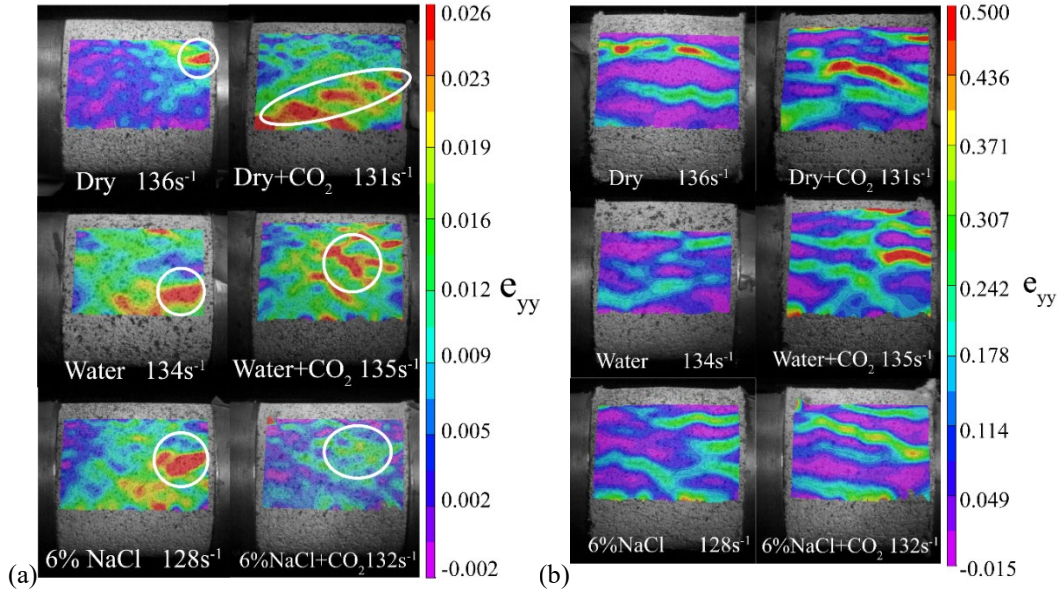 0.026
0.023
0.019
0.016
0.012
0.009
0.005
0.002
-0.002
e_yy
Dry 136s⁻¹
Dry+CO₂ 131s⁻¹
Water 134s⁻¹
Water+CO₂ 135s⁻¹
6% NaCl 128s⁻¹
6%NaCl+CO₂132s⁻¹
(a)
0.500
0.436
0.371
0.307
0.242
0.178
0.114
0.049
-0.015
e_yy
Dry 136s⁻¹
Dry+CO₂ 131s⁻¹
Water 134s⁻¹
Water+CO₂ 135s⁻¹
6%NaCl 128s⁻¹
6%NaCl+CO₂ 132s⁻¹
(b)